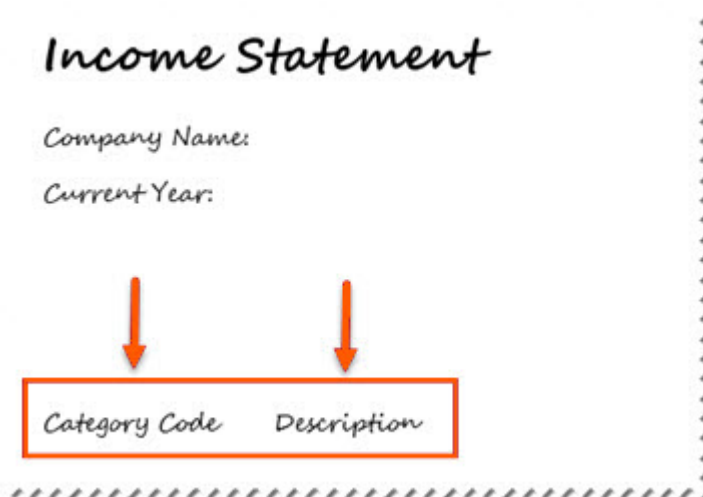 Income Statement
Company Name:
Current Year:
Category Code Description